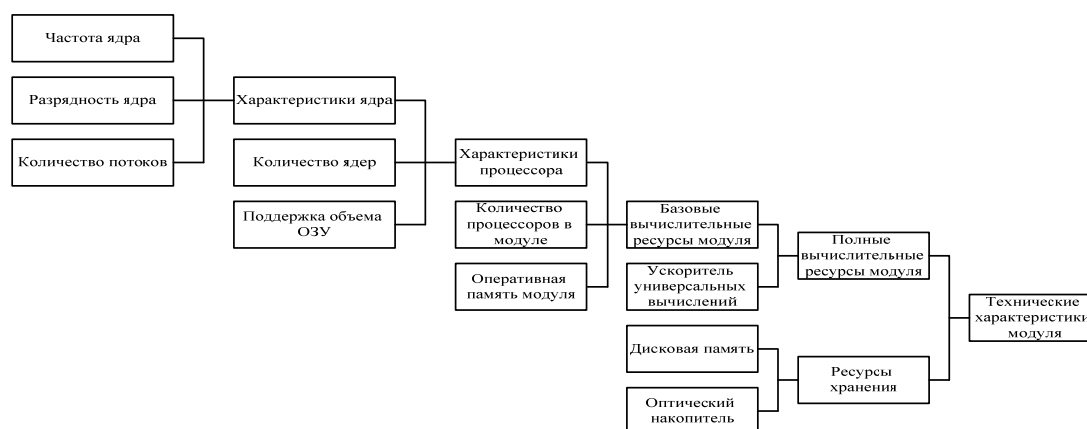 Частота ядра
Разрядность ядра
Количество потоков
Характеристики ядра
Количество ядер
Поддержка объема
ОЗУ
Характеристики
процессора
Количество
процессоров в
модуле
Оперативная
память модуля
Базовые
вычислительные
ресурсы модуля
Ускоритель
универсальных
вычислений
Дисковая память
Оптический
накопитель
Полные
вычислительные
ресурсы модуля
Ресурсы
хранения
Технические
характеристики
модуля